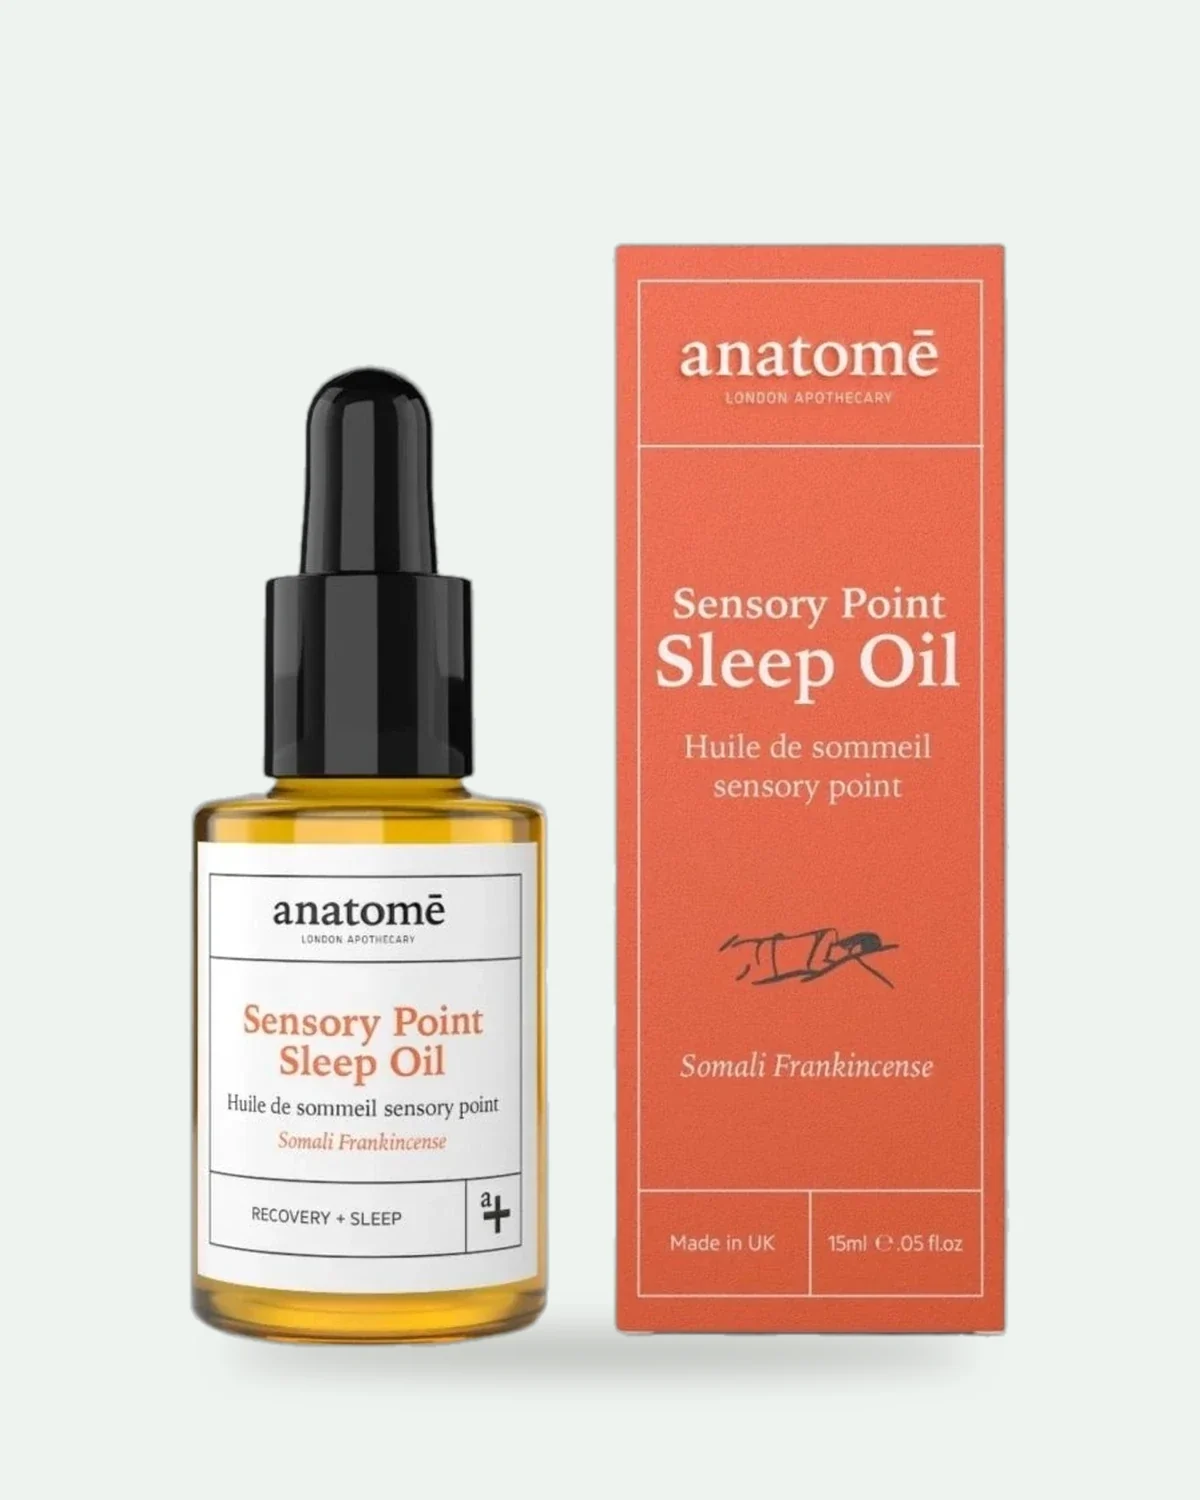 anatomē
LONDON APOTHECARY
Sensory Point
Sleep Oil
Huile de sommeil sensory point
Somali Frankincense
RECOVERY + SLEEP
a+
anatomē
LONDON APOTHECARY
Sensory Point
Sleep Oil
Huile de sommeil
sensory point
Somali Frankincense
Made in UK
15ml ℮ .05 fl.oz